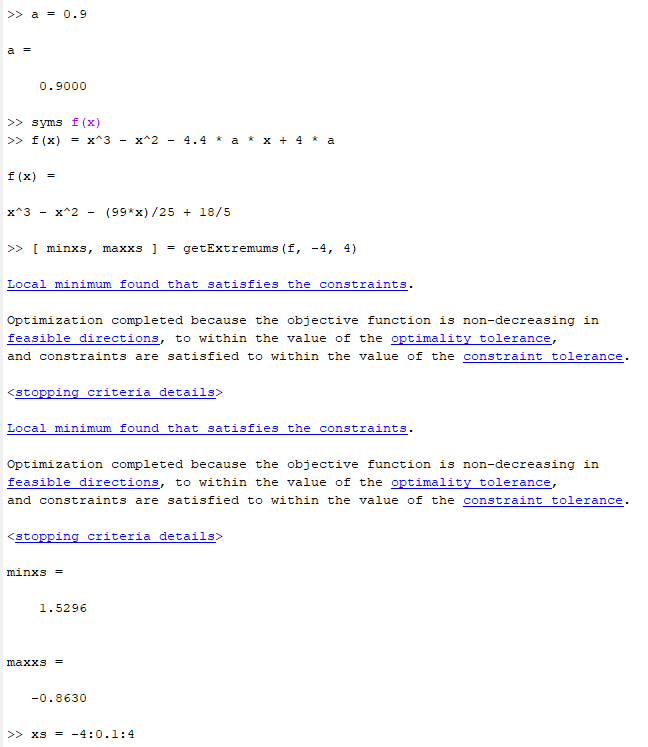 >> a = 0.9
a =
0.9000
>> syms f(x)
>> f(x) = x^3 - x^2 - 4.4 * a * x + 4 * a
f(x) =
x^3 - x^2 - (99*x)/25 + 18/5
>> [ minxs, maxxs ] = getExtremums(f, -4, 4)
Local minimum found that satisfies the constraints.
Optimization completed because the objective function is non-decreasing in
feasible directions, to within the value of the optimality tolerance,
and constraints are satisfied to within the value of the constraint tolerance.
<stopping criteria details>
Local minimum found that satisfies the constraints.
Optimization completed because the objective function is non-decreasing in
feasible directions, to within the value of the optimality tolerance,
and constraints are satisfied to within the value of the constraint tolerance.
<stopping criteria details>
minxs =
1.5296
maxxs =
-0.8630
>> xs = -4:0.1:4